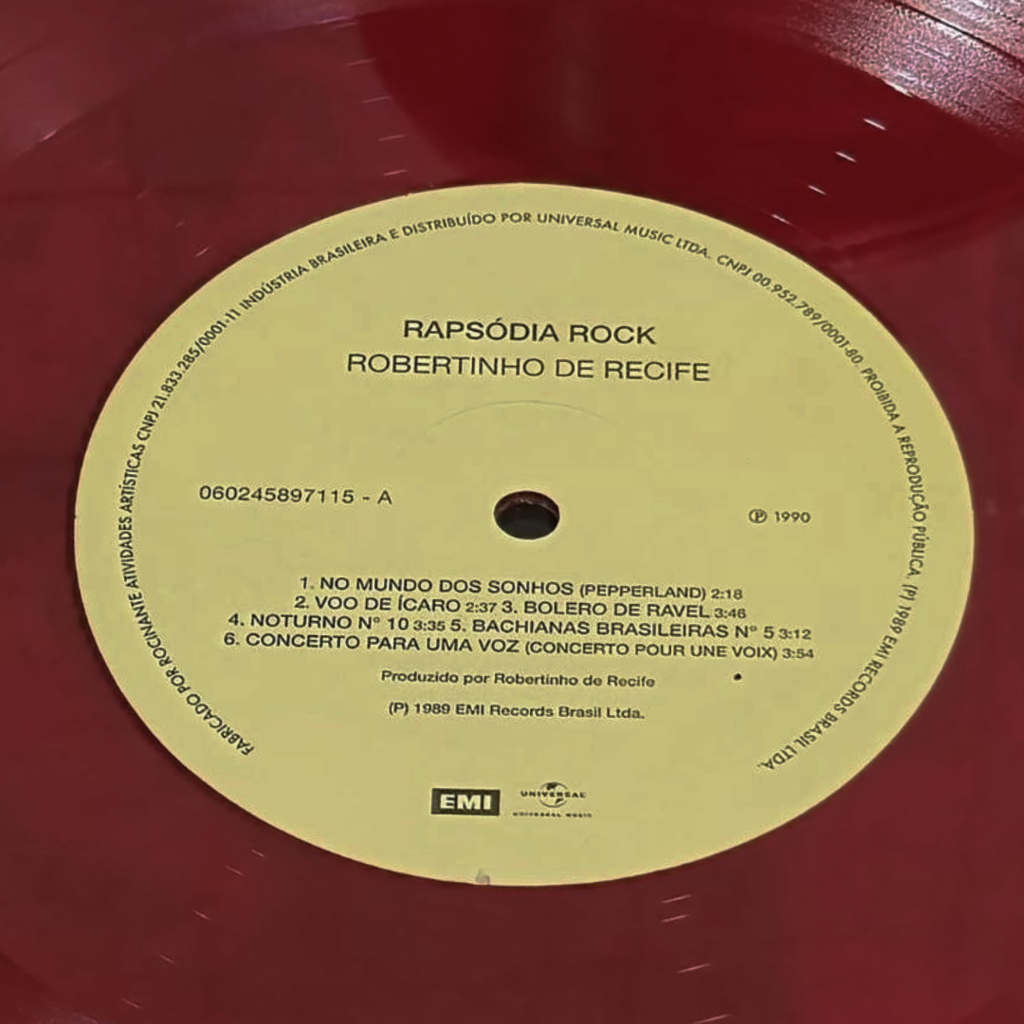 FABRICADO POR ROCINANTE ATIVIDADES ARTÍSTICAS CNPJ 21.833.285/0001-11 INDÚSTRIA BRASILEIRA E DISTRIBUÍDO POR UNIVERSAL MUSIC LTDA. CNPJ 00.952.789/0001-80. PROIBIDA A REPRODUÇÃO PÚBLICA. (P) 1989 EMI RECORDS BRASIL LTDA.
RAPSÓDIA ROCK
ROBERTINHO DE RECIFE
060245897115 - A
℗ 1990
1. NO MUNDO DOS SONHOS (PEPPERLAND) 2:18
2. VOO DE ÍCARO 2:37 3. BOLERO DE RAVEL 3:46
4. NOTURNO Nº 10 3:35 5. BACHIANAS BRASILEIRAS Nº 5 3:12
6. CONCERTO PARA UMA VOZ (CONCERTO POUR UNE VOIX) 3:54
Produzido por Robertinho de Recife
(P) 1989 EMI Records Brasil Ltda.
EMI
UNIVERSAL
UNIVERSAL MUSIC